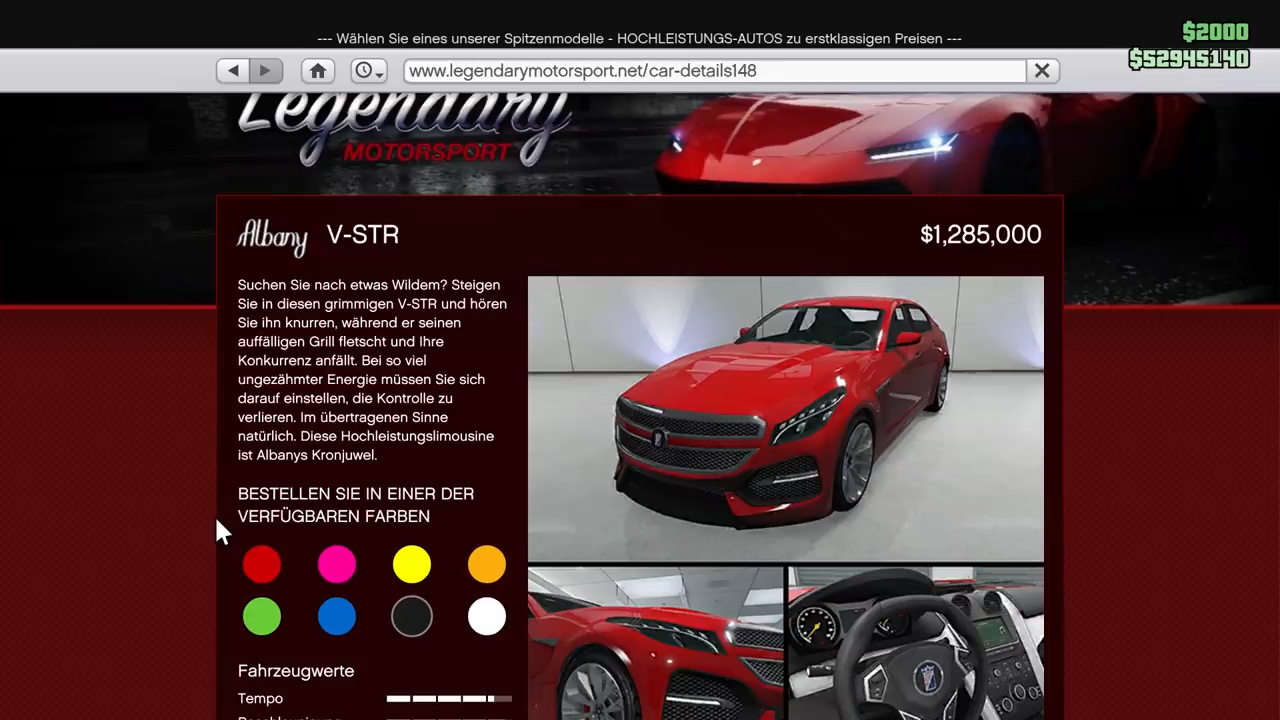 $2000
--- Wählen Sie eines unserer Spitzenmodelle - HOCHLEISTUNGS-AUTOS zu erstklassigen Preisen ---
$52945140
www.legendarymotorsport.net/car-details148
Legendary
MOTORSPORT
Albany V-STR $1,285,000
Suchen Sie nach etwas Wildem? Steigen
Sie in diesen grimmigen V-STR und hören
Sie ihn knurren, während er seinen
auffälligen Grill fletscht und Ihre
Konkurrenz anfällt. Bei so viel
ungezähmter Energie müssen Sie sich
darauf einstellen, die Kontrolle zu
verlieren. Im übertragenen Sinne
natürlich. Diese Hochleistungslimousine
ist Albanys Kronjuwel.
BESTELLEN SIE IN EINER DER
VERFÜGBAREN FARBEN
Fahrzeugwerte
Tempo